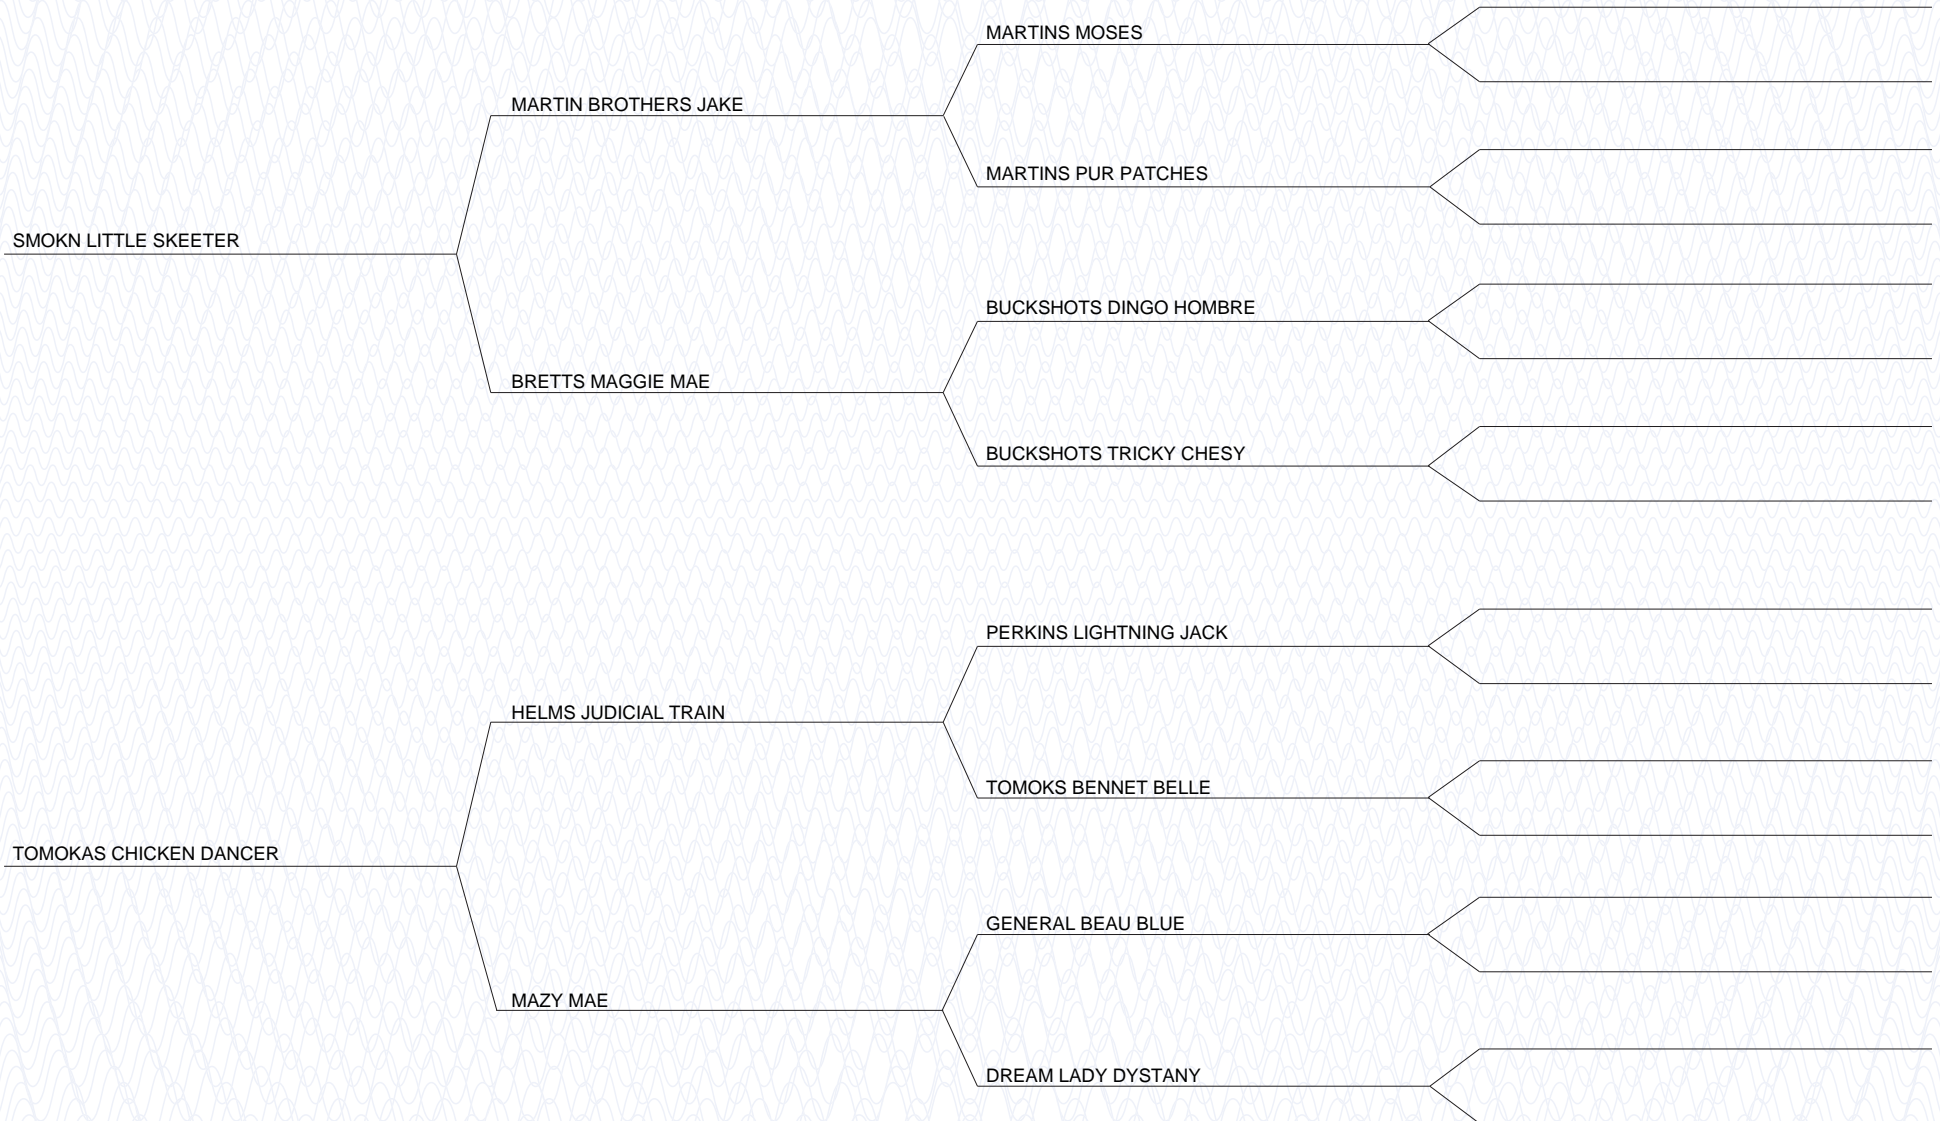 MARTINS MOSES
MARTIN BROTHERS JAKE
MARTINS PUR PATCHES
SMOKN LITTLE SKEETER
BUCKSHOTS DINGO HOMBRE
BRETTS MAGGIE MAE
BUCKSHOTS TRICKY CHESY
PERKINS LIGHTNING JACK
HELMS JUDICIAL TRAIN
TOMOKS BENNET BELLE
TOMOKAS CHICKEN DANCER
GENERAL BEAU BLUE
MAZY MAE
DREAM LADY DYSTANY